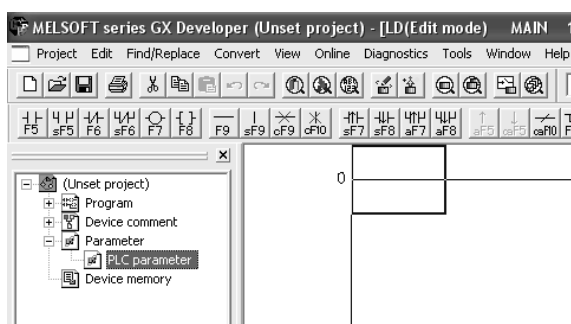 MELSOFT series GX Developer (Unset project) - [LD(Edit mode) MAIN
Project Edit Find/Replace Convert View Online Diagnostics Tools Window Help
F5 sF5 F6 sF6 F7 F8 F9 sF9 cF9 cF10 sF7 sF8 aF7 aF8 aF5 caF5 caF10
(Unset project)
Program
Device comment
Parameter
PLC parameter
Device memory
0